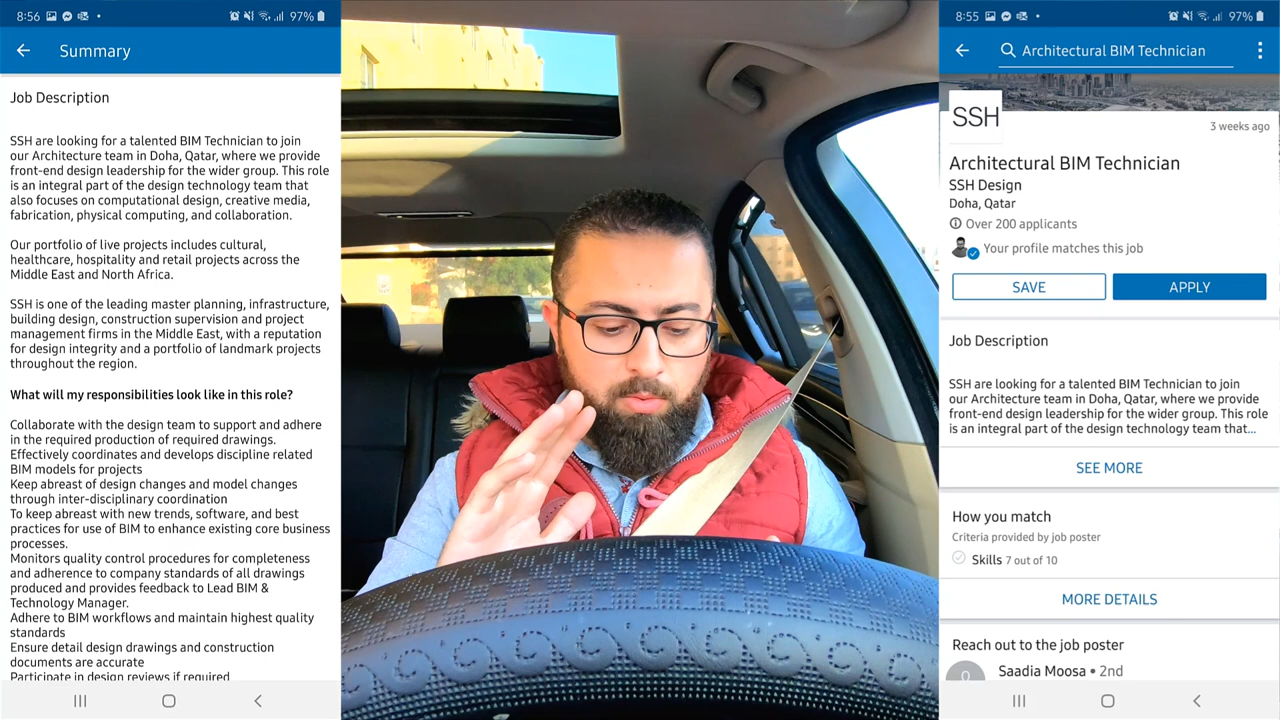 8:56
97%
Summary
Job Description
SSH are looking for a talented BIM Technician to join
our Architecture team in Doha, Qatar, where we provide
front-end design leadership for the wider group. This role
is an integral part of the design technology team that
also focuses on computational design, creative media,
fabrication, physical computing, and collaboration.
Our portfolio of live projects includes cultural,
healthcare, hospitality and retail projects across the
Middle East and North Africa.
SSH is one of the leading master planning, infrastructure,
building design, construction supervision and project
management firms in the Middle East, with a reputation
for design integrity and a portfolio of landmark projects
throughout the region.
What will my responsibilities look like in this role?
Collaborate with the design team to support and adhere
in the required production of required drawings.
Effectively coordinates and develops discipline related
BIM models for projects
Keep abreast of design changes and model changes
through inter-disciplinary coordination
To keep abreast with new trends, software, and best
practices for use of BIM to enhance existing core business
processes.
Monitors quality control procedures for completeness
and adherence to company standards of all drawings
produced and provides feedback to Lead BIM &
Technology Manager.
Adhere to BIM workflows and maintain highest quality
standards
Ensure detail design drawings and construction
documents are accurate
Participate in design reviews if required
8:55
97%
Architectural BIM Technician
SSH
3 weeks ago
Architectural BIM Technician
SSH Design
Doha, Qatar
Over 200 applicants
Your profile matches this job
SAVE
APPLY
Job Description
SSH are looking for a talented BIM Technician to join
our Architecture team in Doha, Qatar, where we provide
front-end design leadership for the wider group. This role
is an integral part of the design technology team that...
SEE MORE
How you match
Criteria provided by job poster
Skills 7 out of 10
MORE DETAILS
Reach out to the job poster
Saadia Moosa • 2nd